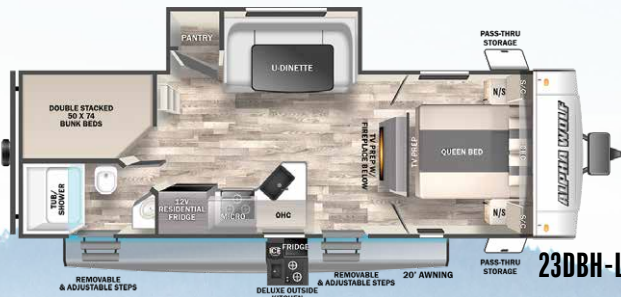 PASS-THRU
STORAGE
PANTRY
U-DINETTE
DOUBLE STACKED
50 X 74
BUNK BEDS
TV PREP W/
FIREPLACE BELOW
TV PREP
QUEEN BED
N/S
O/C
OHC
N/S
O/C
ALPHA WOLF
TUB/
SHOWER
12V
RESIDENTIAL
FRIDGE
MICRO
OHC
ICE FRIDGE
REMOVABLE
& ADJUSTABLE STEPS
DELUXE OUTSIDE
KITCHEN
REMOVABLE
& ADJUSTABLE STEPS
20' AWNING
PASS-THRU
STORAGE
23DBH-L